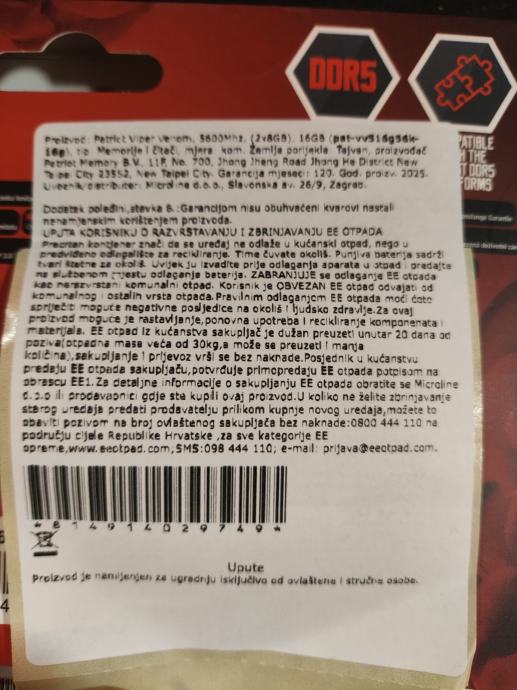 DDR5
Proizvod: Patriot Viper Venom, 5600Mhz, (2x8GB), 16GB (pat-vv516g56k-
16g), tip Memorije i čitači, mjera kom. Zemlja porijekla Tajvan, proizvođač
Patriot Memory B.V., 11F, No. 700, Jhong Jheng Road Jhong He District New
Taipei City 23552, New Taipei City. Garancija mjeseci: 120. God. proizv. 2025.
Uvoznik/distributer: Microline d.o.o., Slavonska av. 26/9, Zagreb.
ATIBLE
H THE
T DDR5
FORMS
Dodatak poleđini,stavka 6.:Garancijom nisu obuhvaćeni kvarovi nastali
nenamjenskim korištenjem proizvoda.
UPUTA KORISNIKU O RAZVRSTAVANJU I ZBRINJAVANJU EE OTPADA
Precrtan kontjener znači da se uređaj ne odlaže u kućanski otpad, nego u
predviđeno odlagalište za recikliranje. Time čuvate okoliš. Punjiva baterija sadrži
tvari štetne za okoliš. Uvijek ju izvadite prije odlaganja aparata u otpad i predajte
na službenom mjestu odlaganja baterija. ZABRANJUJE se odlaganje EE otpada
kao nerazvrstani komunalni otpad. Korisnik je OBVEZAN EE otpad odvajati od
komunalnog i ostalih vrsta otpada.Pravilnim odlaganjem EE otpada moći ćete
spriječiti moguće negativne posljedice na okoliš i ljudsko zdravlje.Za ovaj
proizvod moguće je rastavljanje,ponovna upotreba i recikliranje komponenata i
materijala. EE otpad iz kućanstva sakupljač je dužan preuzeti unutar 20 dana od
poziva(otpadna mase veća od 30kg,a može se preuzeti i manja
količina),sakupljanje i prijevoz vrši se bez naknade.Posjednik u kućanstvu
predaju EE otpada sakupljaču,potvrđuje primopredaju EE otpada potpisom na
obrascu EE1.Za detaljne informacije o sakupljanju EE otpada obratite se Microline
d.o.o ili prodavaonici gdje ste kupili ovaj proizvod.U koliko ne želite zbrinjavanje
starog uređaja predati prodavatelju prilikom kupnje novog uređaja,možete to
obaviti pozivom na broj ovlaštenog sakupljača bez naknade:0800 444 110 na
području cijele Republike Hrvatske ,za sve kategorije EE
opreme,www.eeotpad.com,SMS:098 444 110; e-mail: prijava@eeotpad.com.
*814914029749*
Upute
Proizvod je namijenjen za ugradnju isključivo od ovlaštene i stručne osobe.